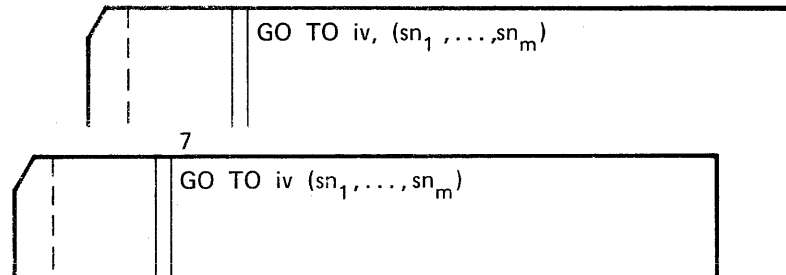 GO TO iv, (sn₁ ,...,snₘ)
7
GO TO iv (sn₁,...,snₘ)